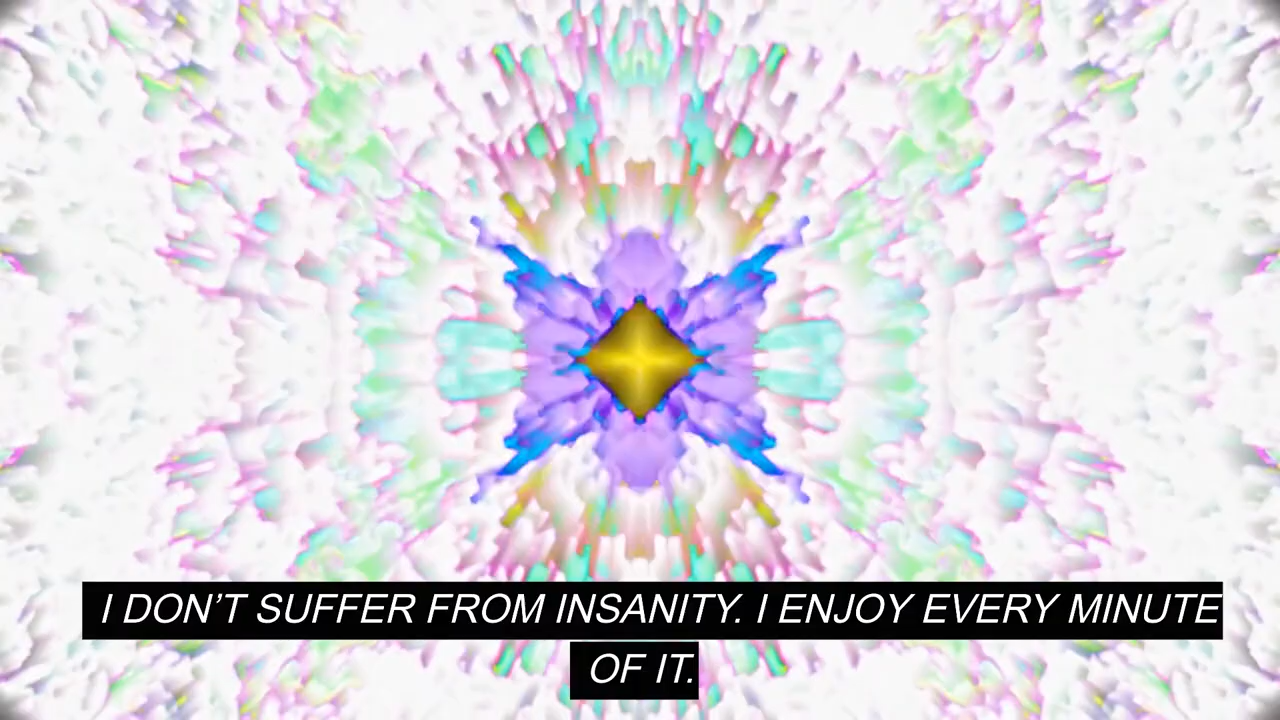 I DON’T SUFFER FROM INSANITY. I ENJOY EVERY MINUTE
OF IT.